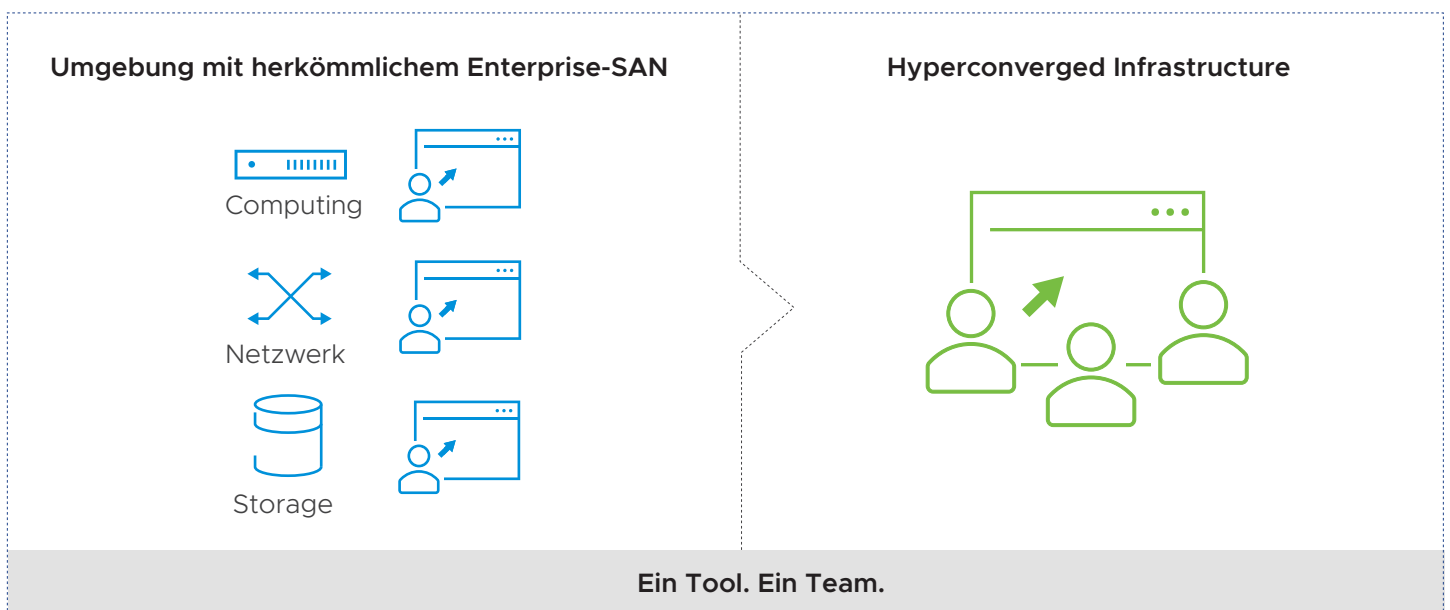 Umgebung mit herkömmlichem Enterprise-SAN
Hyperconverged Infrastructure
Computing
Netzwerk
Storage
Ein Tool. Ein Team.